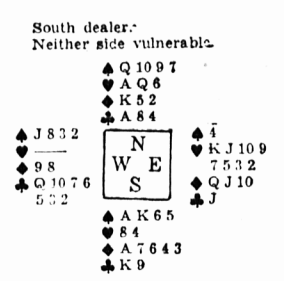 South dealer.
Neither side vulnerable
♠ Q 10 9 7
♥ A Q 6
♦ K 5 2
♣ A 8 4
♠ J 8 3 2
♥ —
♦ 9 8
♣ Q 10 7 6
5 3 2
N
W E
S
♠ 4
♥ K J 10 9
7 5 3 2
♦ Q J 10
♣ J
♠ A K 6 5
♥ 8 4
♦ A 7 6 4 3
♣ K 9